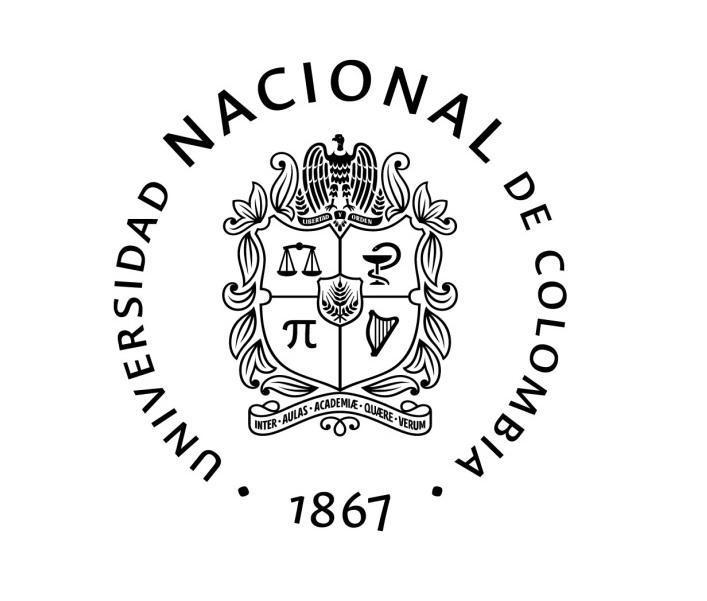 UNIVERSIDAD NACIONAL DE COLOMBIA
LIBERTAD Y ORDEN
π
INTER · AULAS · ACADEMIÆ · QUÆRE · VERUM
· 1867 ·